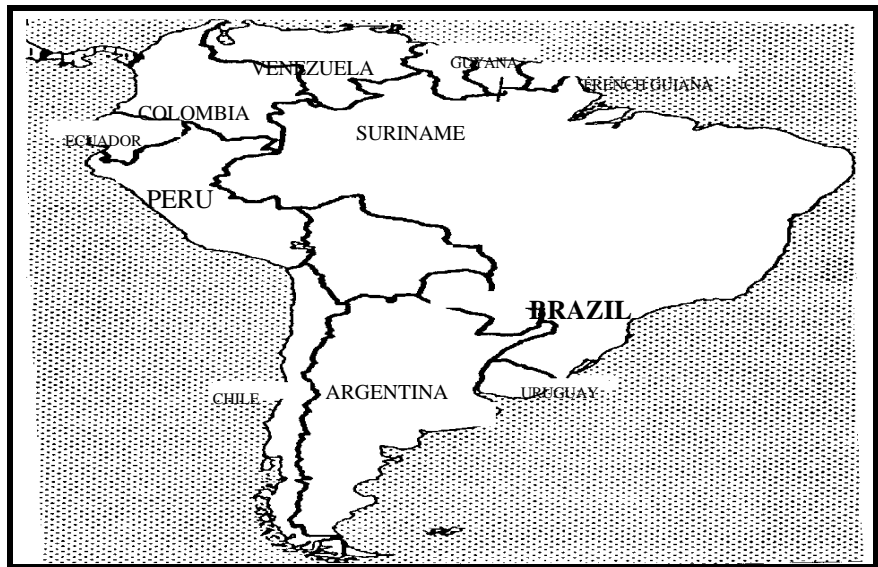 GUYANA
VENEZUELA
FRENCH GUIANA
COLOMBIA
SURINAME
ECUADOR
PERU
BRAZIL
ARGENTINA
URUGUAY
CHILE